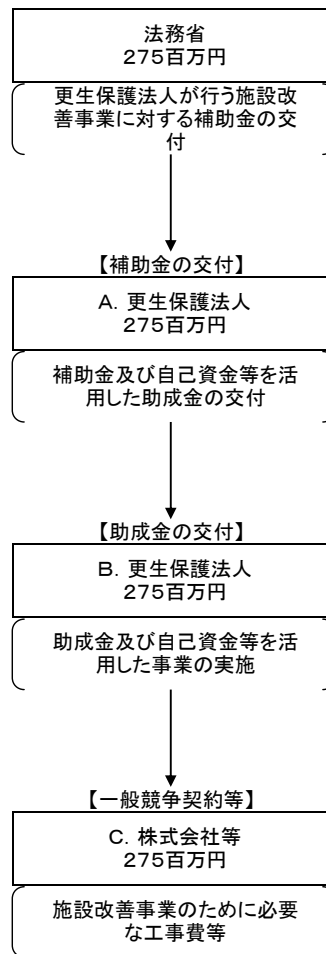 法務省
275百万円
更生保護法人が行う施設改
善事業に対する補助金の交
付
【補助金の交付】
A. 更生保護法人
275百万円
補助金及び自己資金等を活
用した助成金の交付
【助成金の交付】
B. 更生保護法人
275百万円
助成金及び自己資金等を活
用した事業の実施
【一般競争契約等】
C. 株式会社等
275百万円
施設改善事業のために必要
な工事費等